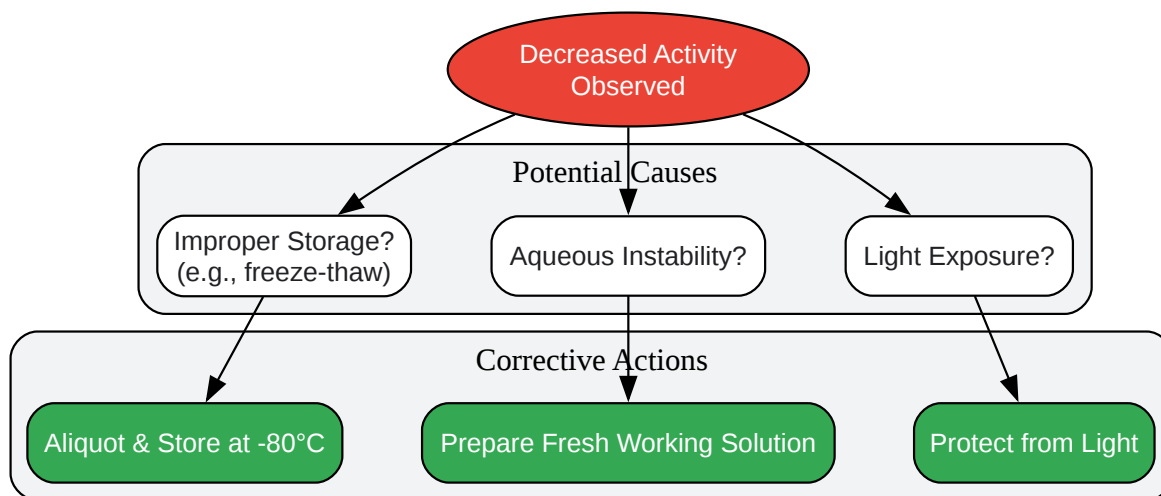 Decreased Activity
Observed
Potential Causes
Improper Storage?
(e.g., freeze-thaw)
Aqueous Instability?
Light Exposure?
Corrective Actions
Aliquot & Store at -80°C
Prepare Fresh Working Solution
Protect from Light